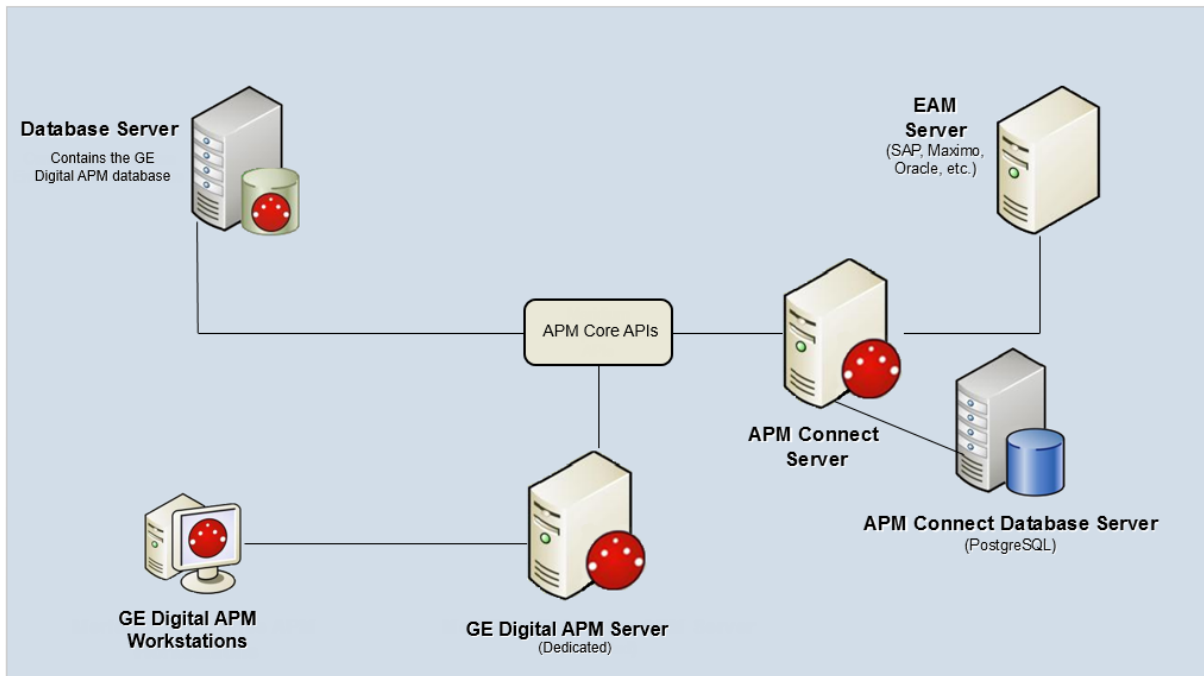 Database Server
Contains the GE
Digital APM database
EAM
Server
(SAP, Maximo,
Oracle, etc.)
APM Core APIs
APM Connect
Server
APM Connect Database Server
(PostgreSQL)
GE Digital APM
Workstations
GE Digital APM Server
(Dedicated)